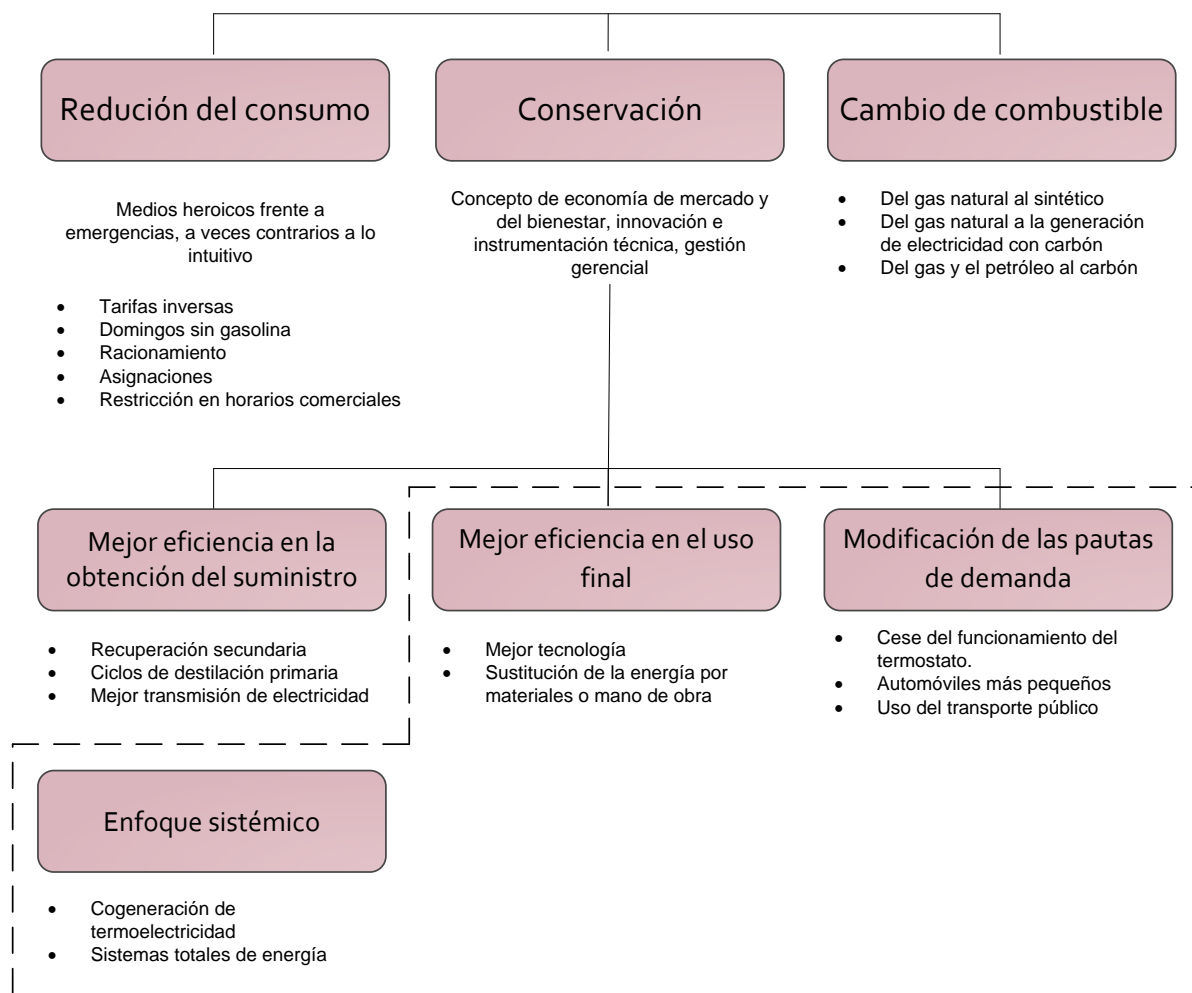 Redución del consumo
Medios heroicos frente a
emergencias, a veces contrarios a lo
intuitivo
• Tarifas inversas
• Domingos sin gasolina
• Racionamiento
• Asignaciones
• Restricción en horarios comerciales
Conservación
Concepto de economía de mercado y
del bienestar, innovación e
instrumentación técnica, gestión
gerencial
Cambio de combustible
• Del gas natural al sintético
• Del gas natural a la generación
de electricidad con carbón
• Del gas y el petróleo al carbón
Mejor eficiencia en la
obtención del suministro
• Recuperación secundaria
• Ciclos de destilación primaria
• Mejor transmisión de electricidad
Mejor eficiencia en el uso
final
• Mejor tecnología
• Sustitución de la energía por
materiales o mano de obra
Modificación de las pautas
de demanda
• Cese del funcionamiento del
termostato.
• Automóviles más pequeños
• Uso del transporte público
Enfoque sistémico
• Cogeneración de
termoelectricidad
• Sistemas totales de energía